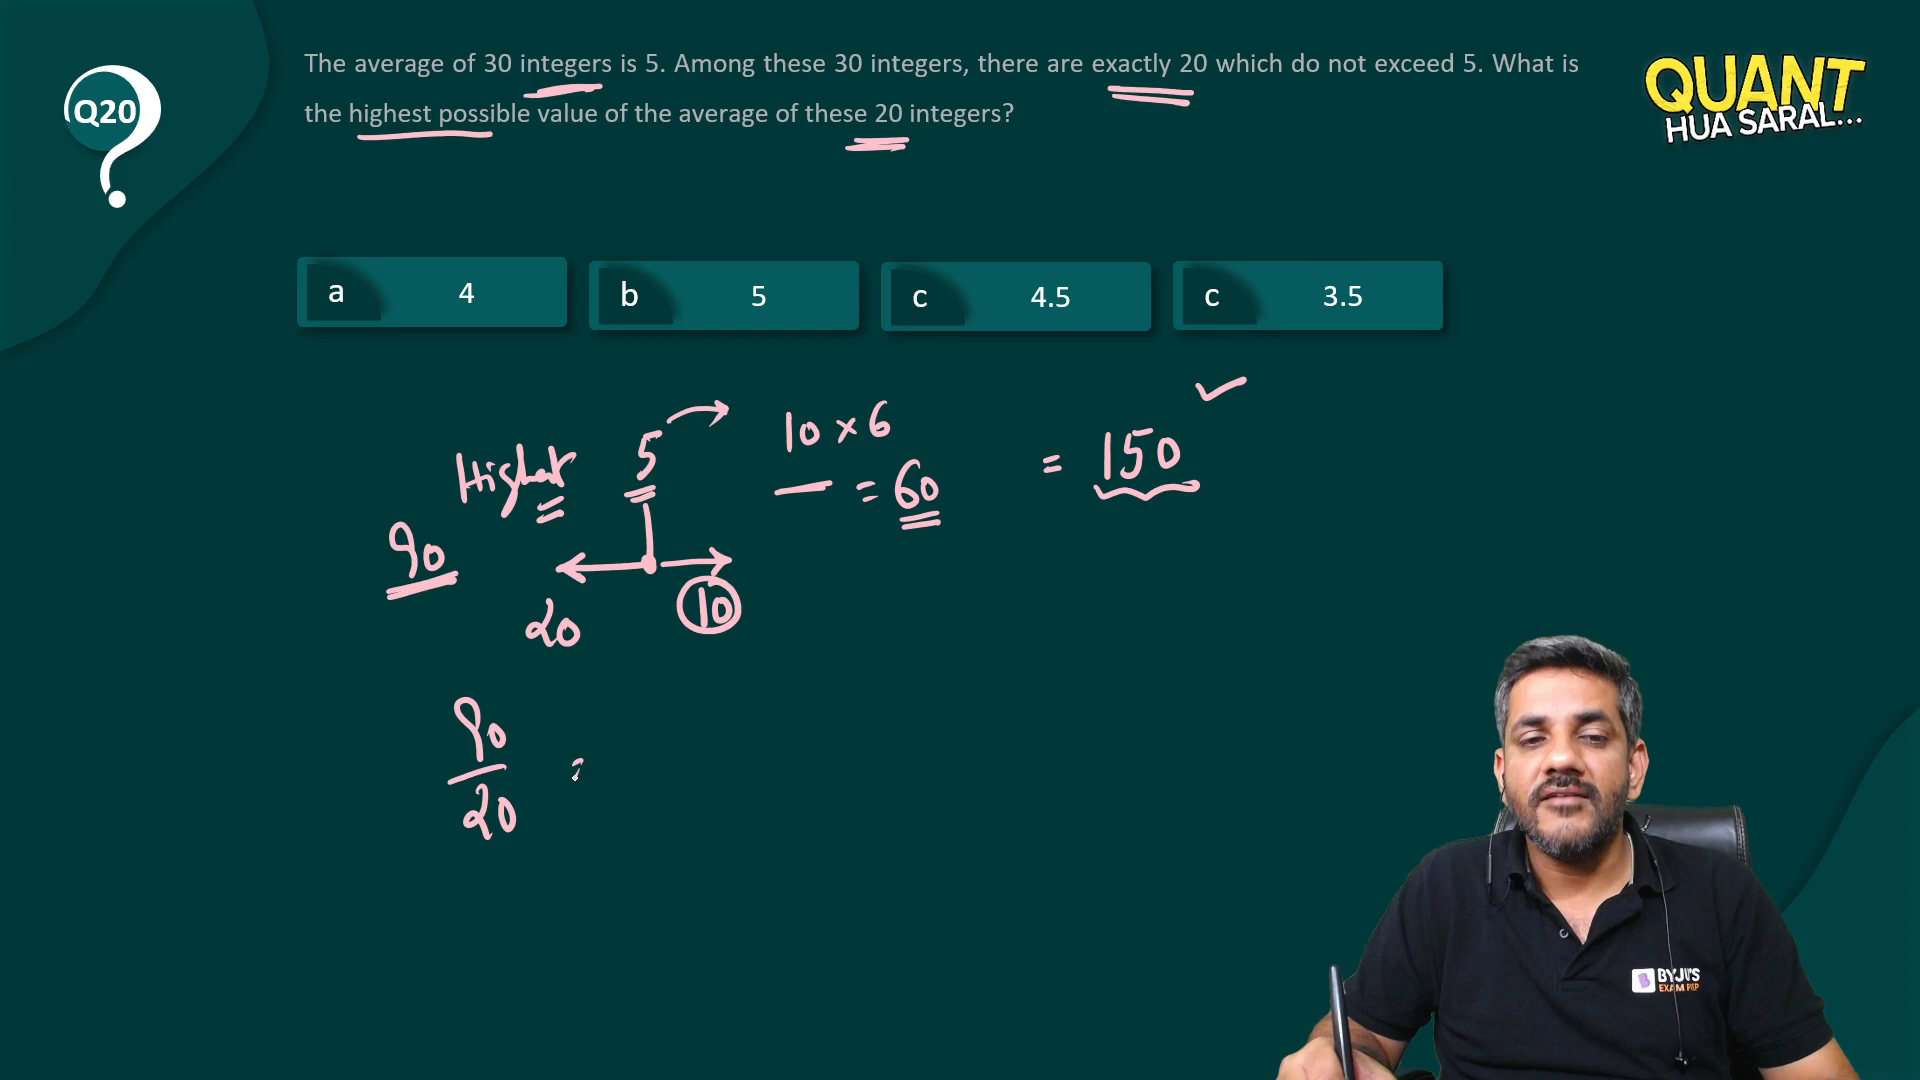 The average of 30 integers is 5. Among these 30 integers, there are exactly 20 which do not exceed 5. What is
the highest possible value of the average of these 20 integers?
Q20
QUANT
HUA SARAL...
a 4
b 5
c 4.5
c 3.5
Highest 5 10 × 6
= 60 = 150
90
20 10
90
20 =
BYJU'S
EXAM PREP